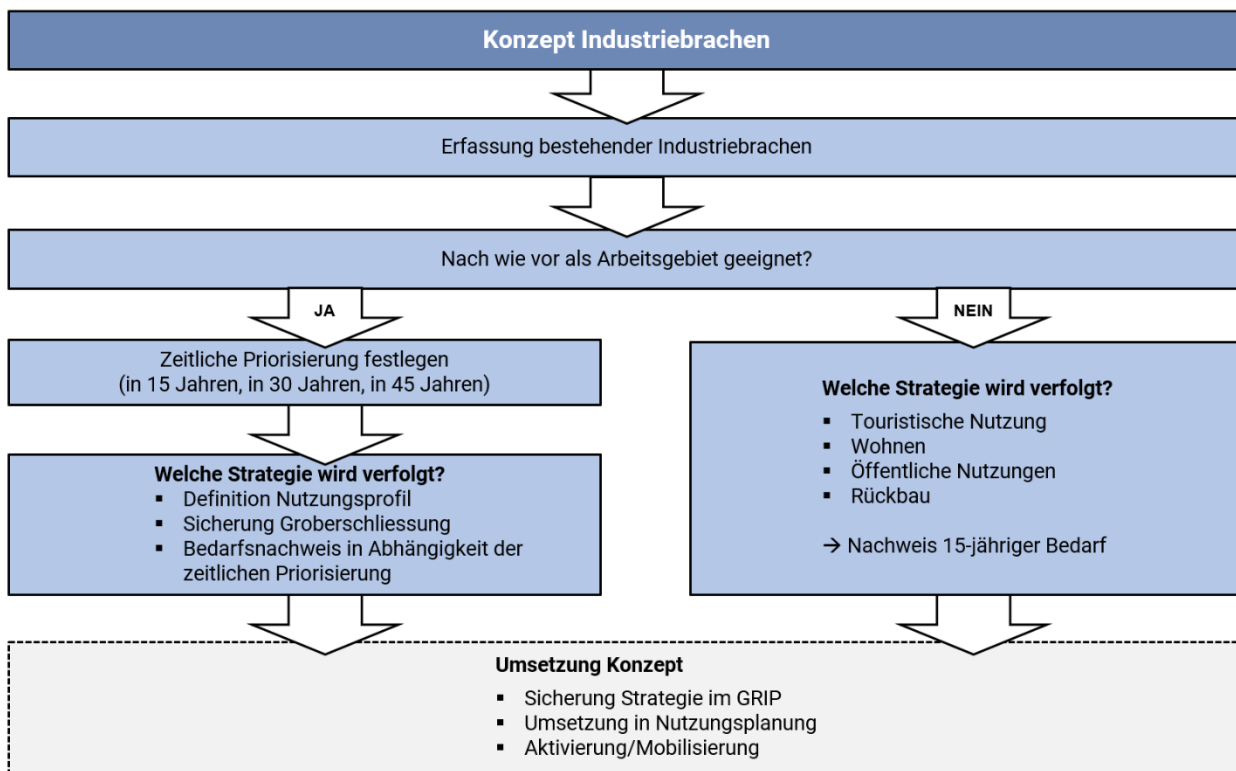 Konzept Industriebrachen
Erfassung bestehender Industriebrachen
Nach wie vor als Arbeitsgebiet geeignet?
JA
NEIN
Zeitliche Priorisierung festlegen
(in 15 Jahren, in 30 Jahren, in 45 Jahren)
Welche Strategie wird verfolgt?
▪ Definition Nutzungsprofil
▪ Sicherung Groberschliessung
▪ Bedarfsnachweis in Abhängigkeit der
zeitlichen Priorisierung
Welche Strategie wird verfolgt?
▪ Touristische Nutzung
▪ Wohnen
▪ Öffentliche Nutzungen
▪ Rückbau
→ Nachweis 15-jähriger Bedarf
Umsetzung Konzept
▪ Sicherung Strategie im GRIP
▪ Umsetzung in Nutzungsplanung
▪ Aktivierung/Mobilisierung